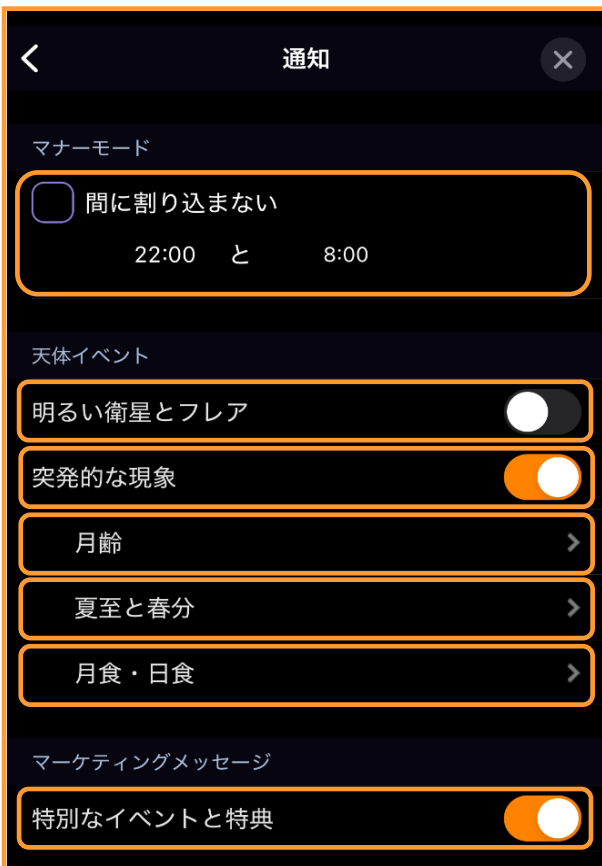 通知
マナーモード
間に割り込まない
22:00 と 8:00
天体イベント
明るい衛星とフレア
突発的な現象
月齢
夏至と春分
月食・日食
マーケティングメッセージ
特別なイベントと特典